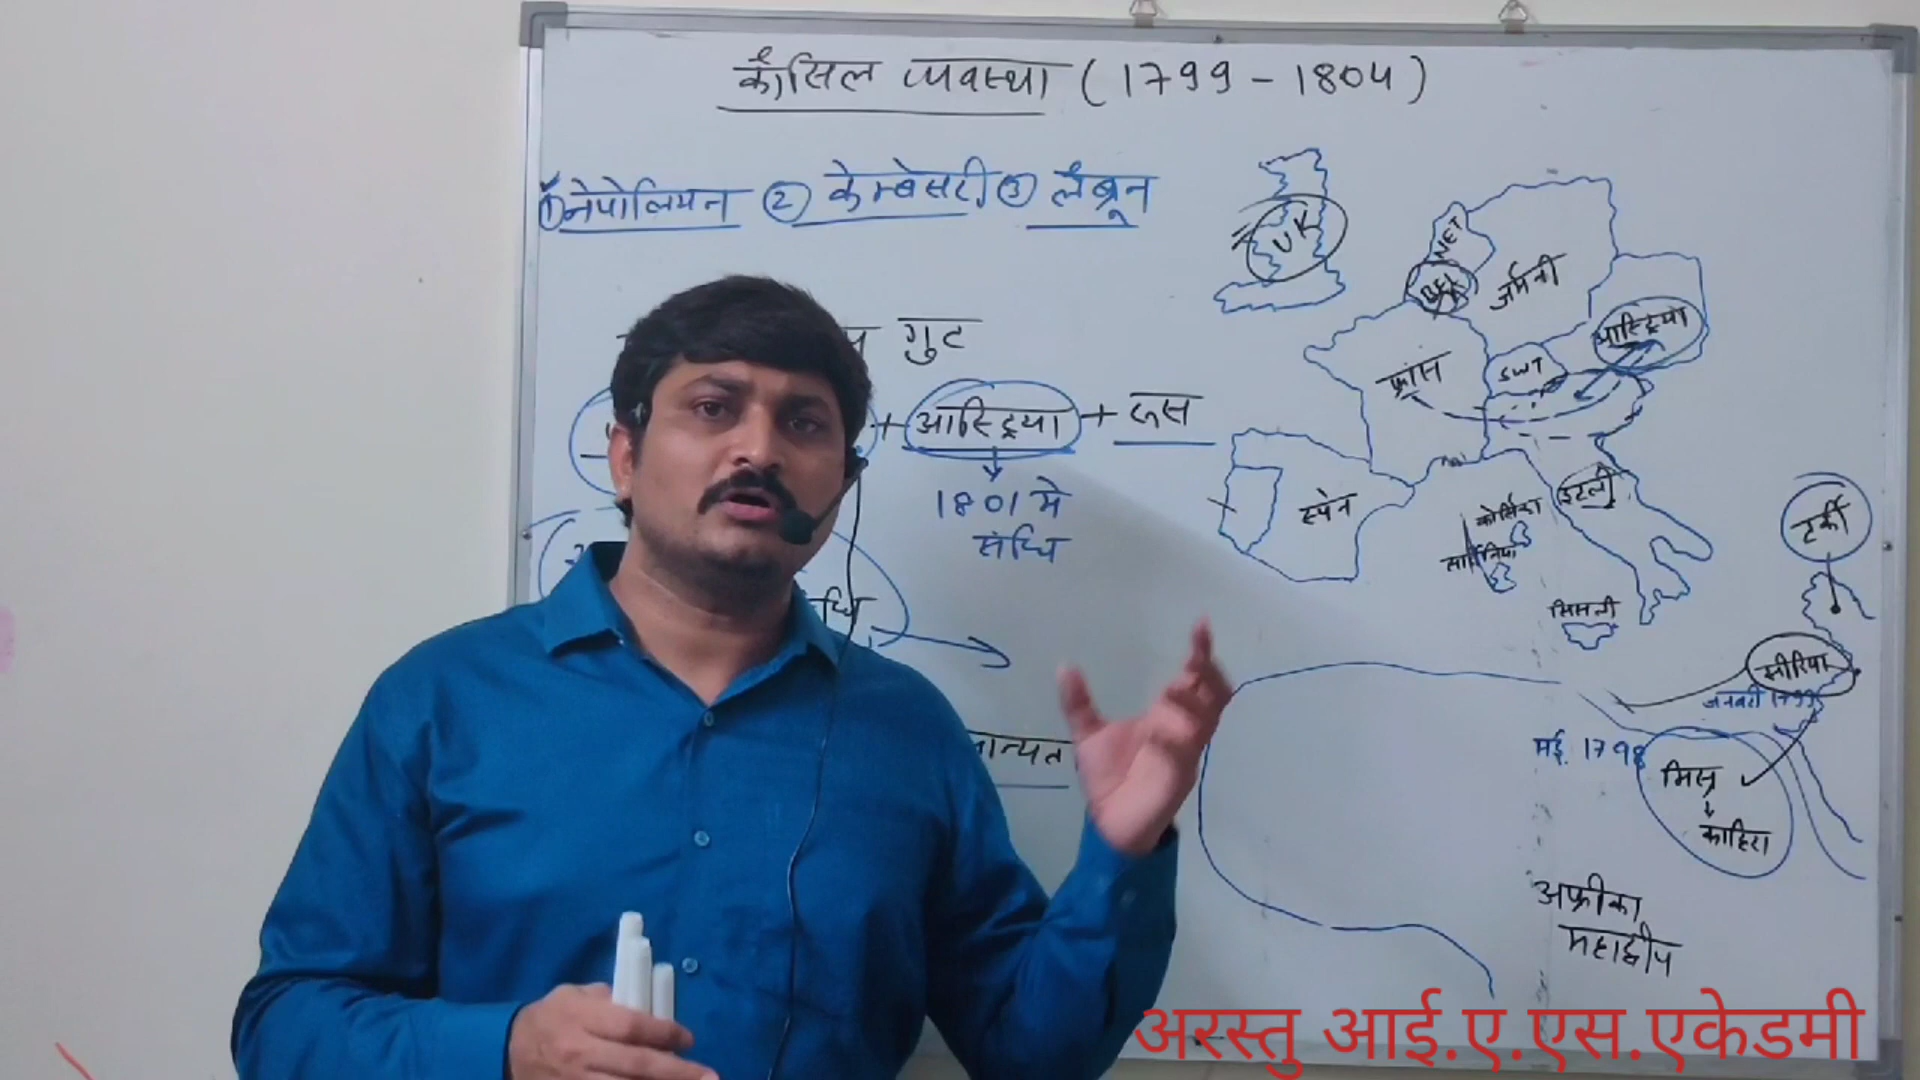 कौंसिल व्यवस्था ( 1799 - 1804 )
① नेपोलियन ② केम्बेसरी ③ लैब्रून
गुट
+ आस्ट्रिया + रूस
1801 मे
संधि
UK
NET
BEL
जर्मनी
आस्ट्रिया
फ्रांस
SWT
स्पेन
कोर्सिका
सार्डिनिया
इटली
सिसली
टर्की
सीरिया
जनवरी 1799
मई. 1798
मिस्र
काहिरा
अफ्रीका
महाद्वीप
अरस्तु आई.ए.एस.एकेडमी